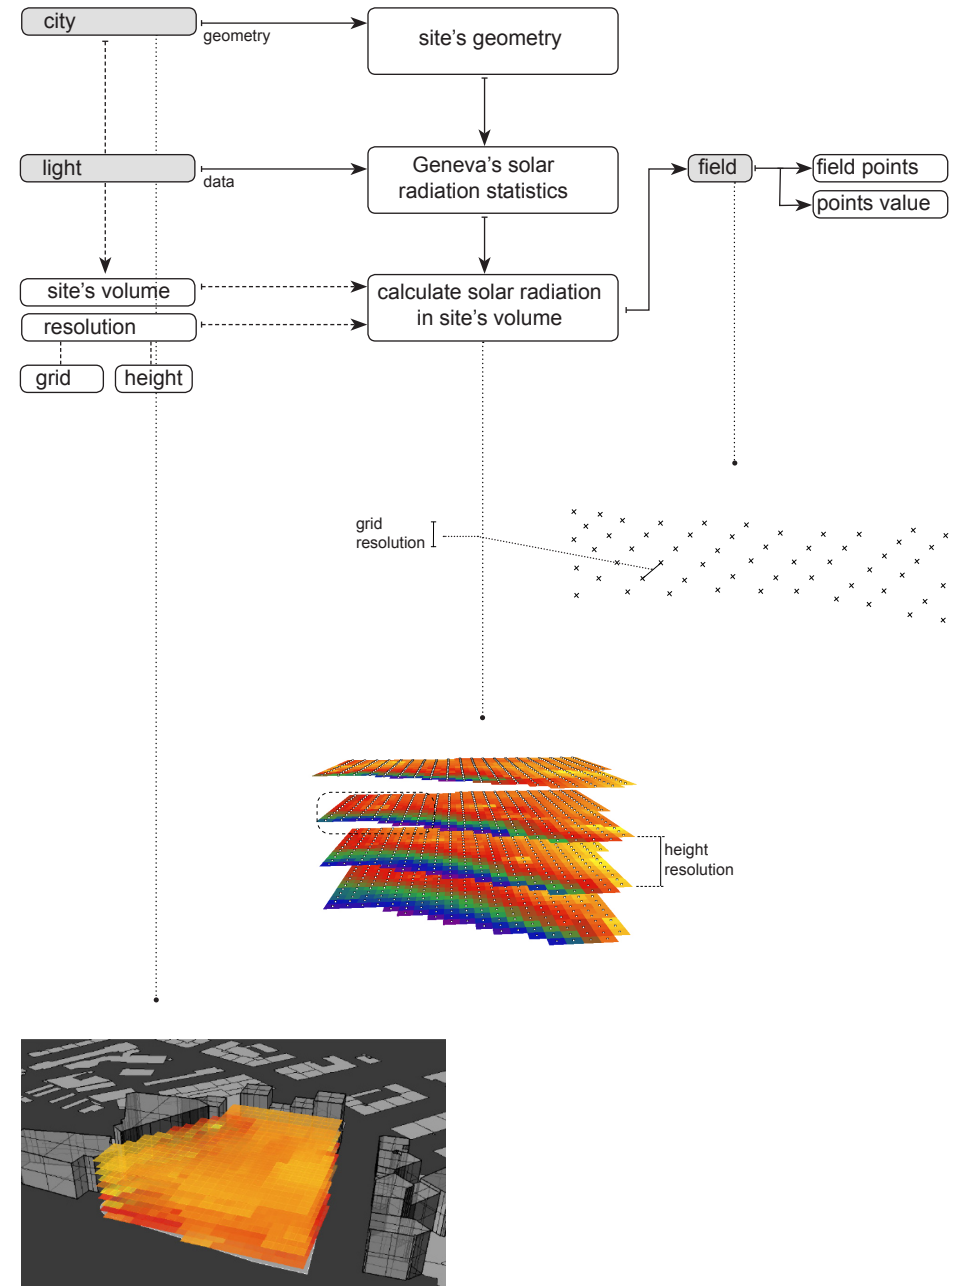 city
geometry
site's geometry
light
data
Geneva's solar
radiation statistics
field
field points
points value
site's volume
resolution
grid
height
calculate solar radiation
in site's volume
grid
resolution
height
resolution